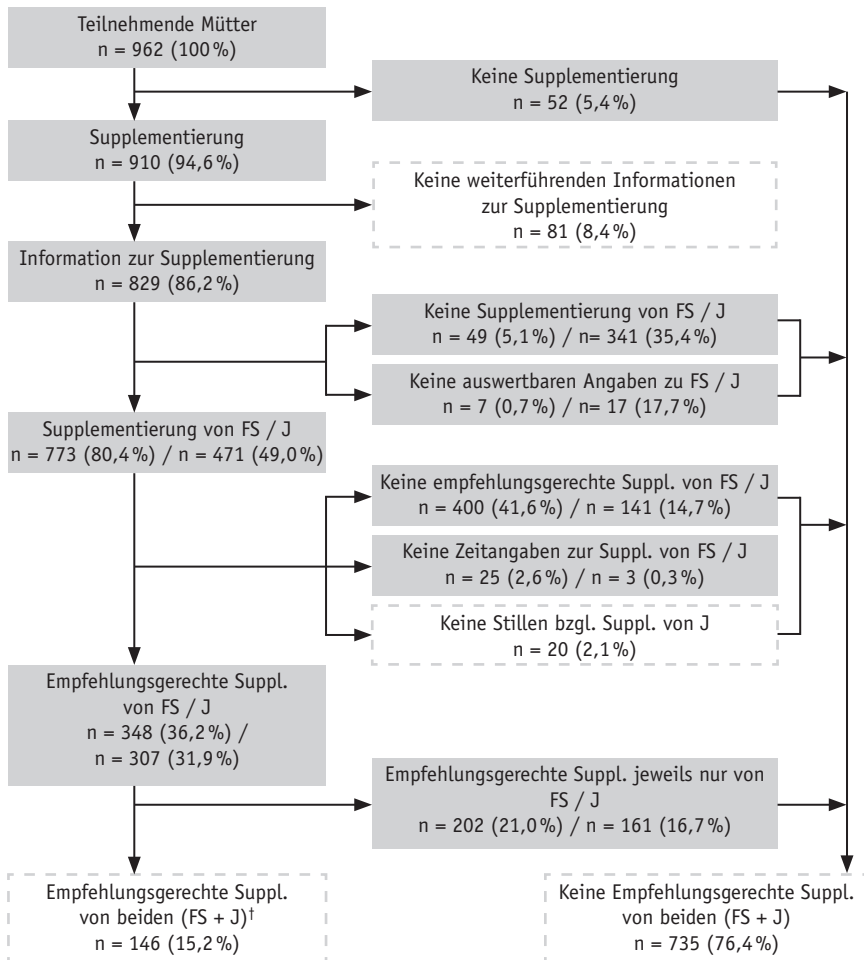 Teilnehmende Mütter
n = 962 (100 %)
Keine Supplementierung
n = 52 (5,4 %)
Supplementierung
n = 910 (94,6 %)
Keine weiterführenden Informationen
zur Supplementierung
n = 81 (8,4 %)
Information zur Supplementierung
n = 829 (86,2 %)
Keine Supplementierung von FS / J
n = 49 (5,1 %) / n= 341 (35,4 %)
Keine auswertbaren Angaben zu FS / J
n = 7 (0,7 %) / n= 17 (17,7 %)
Supplementierung von FS / J
n = 773 (80,4 %) / n = 471 (49,0 %)
Keine empfehlungsgerechte Suppl. von FS / J
n = 400 (41,6 %) / n = 141 (14,7 %)
Keine Zeitangaben zur Suppl. von FS / J
n = 25 (2,6 %) / n = 3 (0,3 %)
Keine Stillen bzgl. Suppl. von J
n = 20 (2,1 %)
Empfehlungsgerechte Suppl.
von FS / J
n = 348 (36,2 %) /
n = 307 (31,9 %)
Empfehlungsgerechte Suppl. jeweils nur von
FS / J
n = 202 (21,0 %) / n = 161 (16,7 %)
Empfehlungsgerechte Suppl.
von beiden (FS + J)†
n = 146 (15,2 %)
Keine Empfehlungsgerechte Suppl.
von beiden (FS + J)
n = 735 (76,4 %)